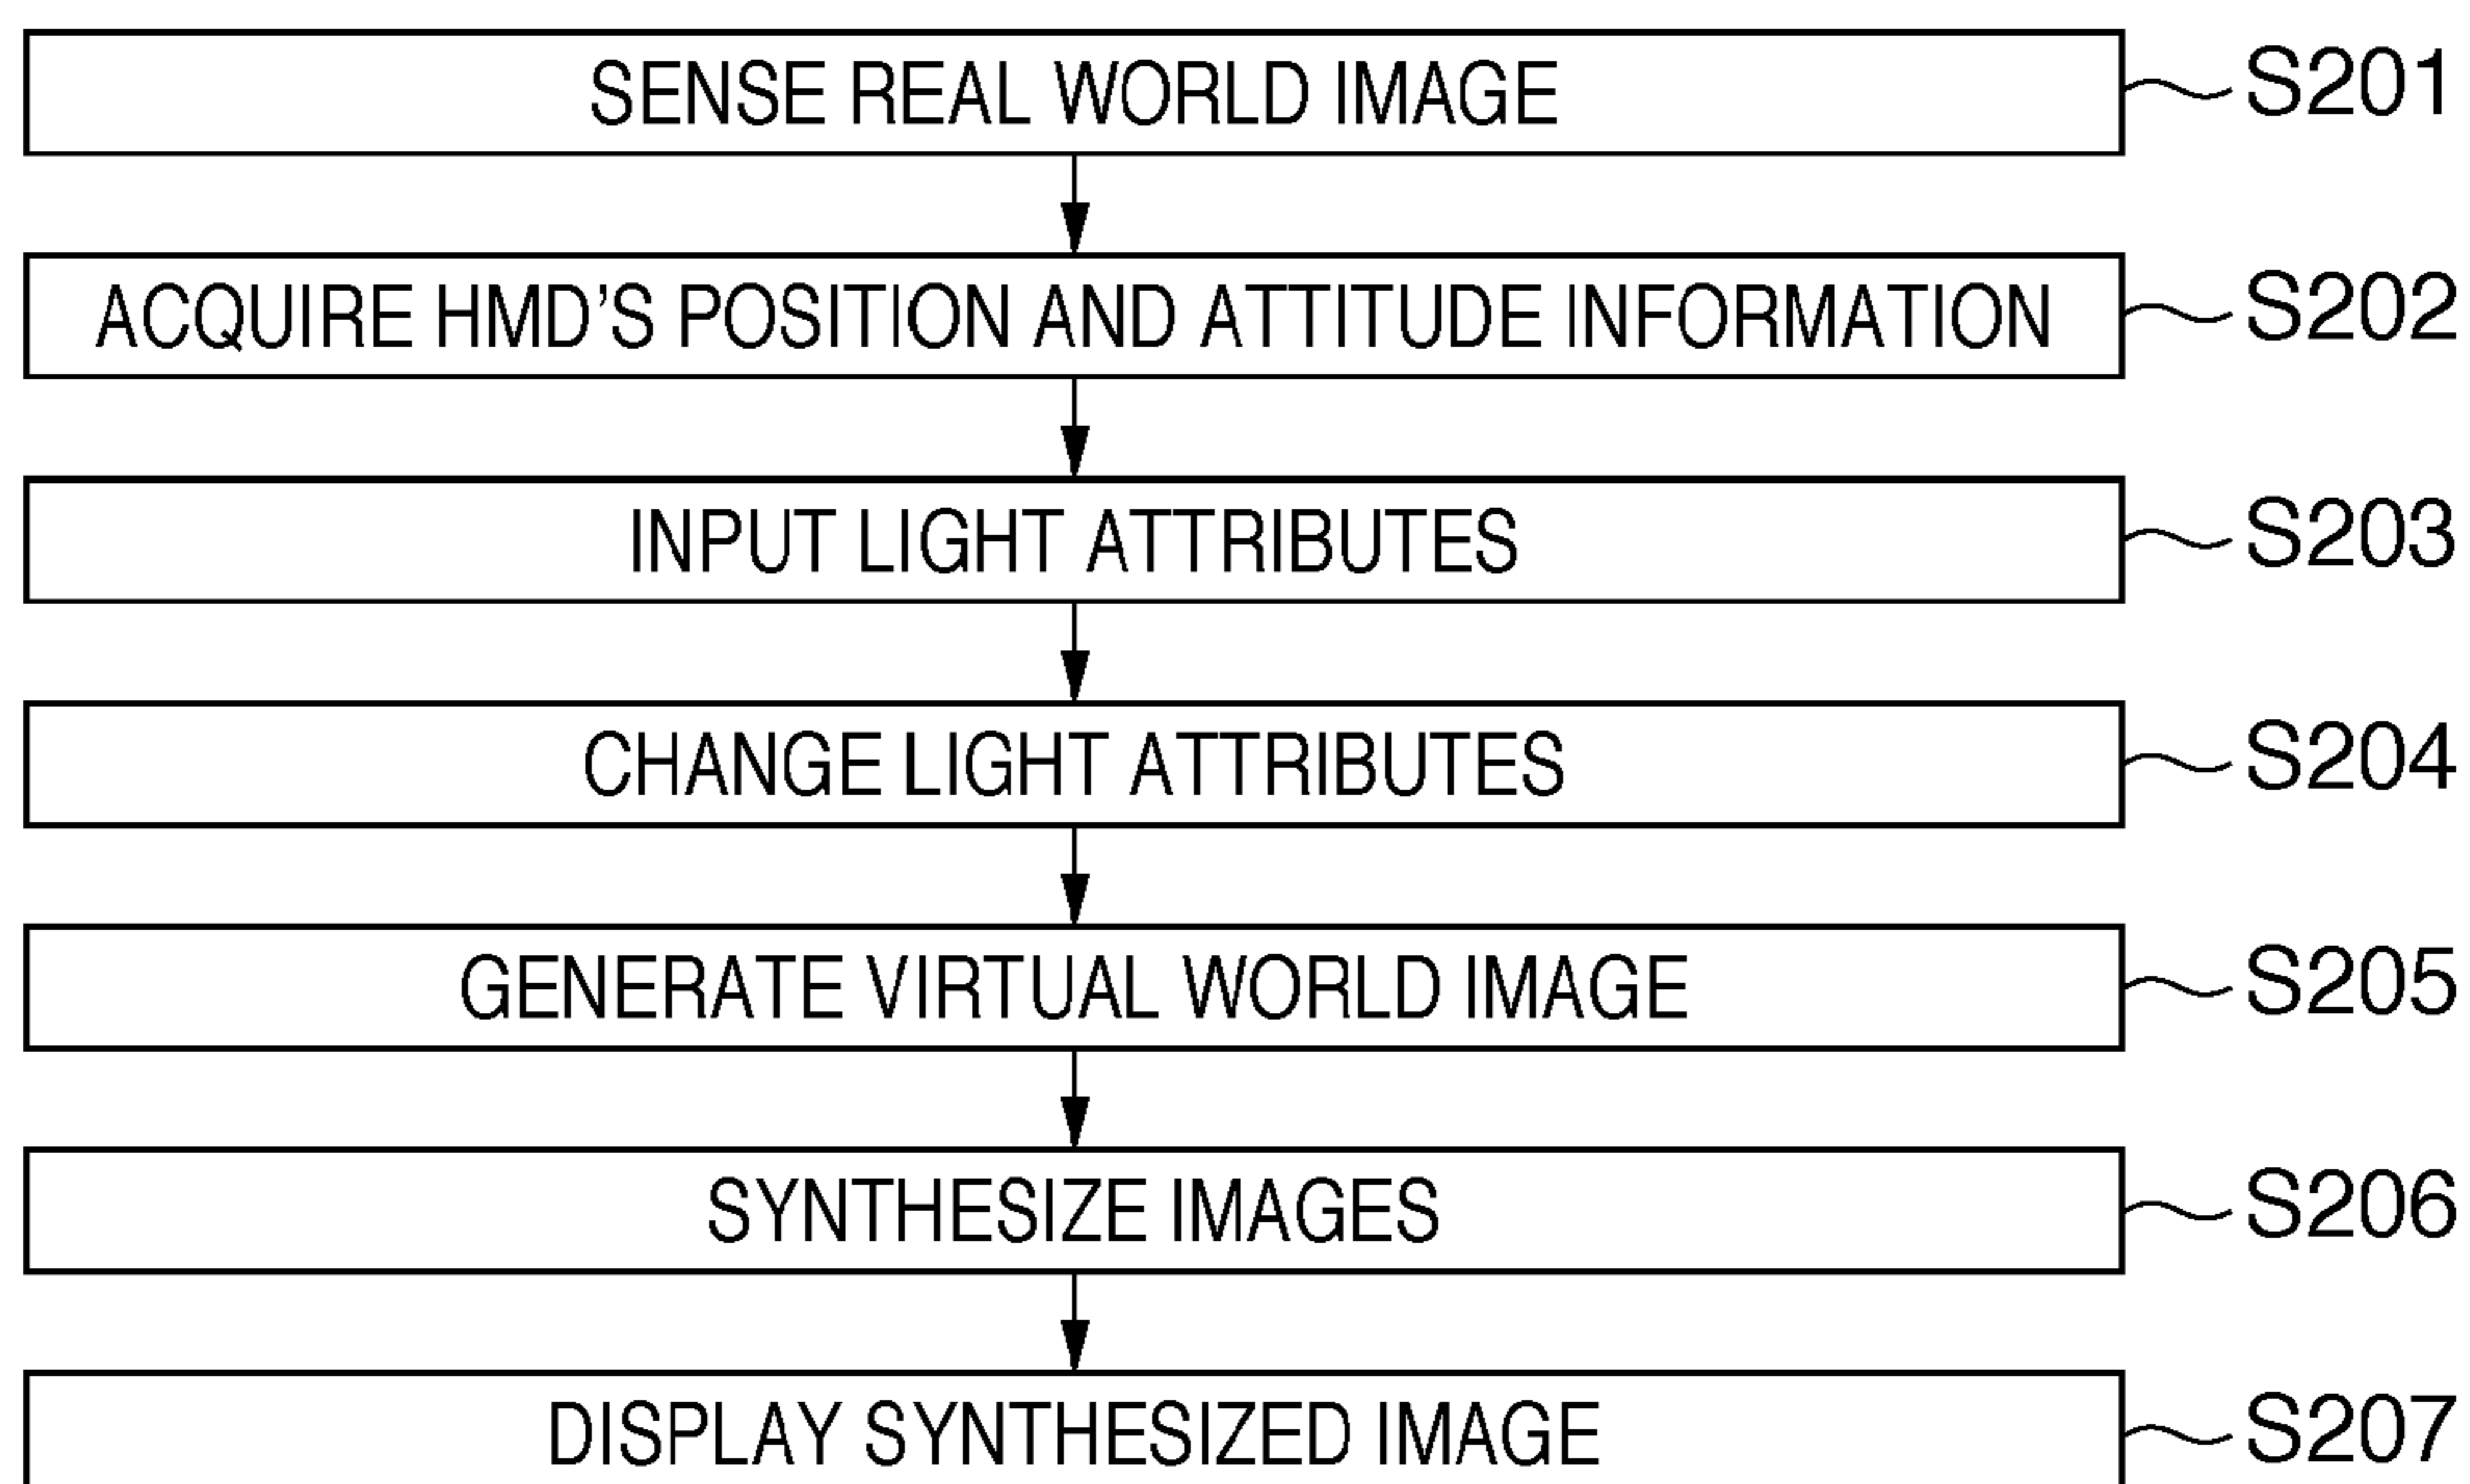 SENSE REAL WORLD IMAGE S201
ACQUIRE HMD'S POSITION AND ATTITUDE INFORMATION S202
INPUT LIGHT ATTRIBUTES S203
CHANGE LIGHT ATTRIBUTES S204
GENERATE VIRTUAL WORLD IMAGE S205
SYNTHESIZE IMAGES S206
DISPLAY SYNTHESIZED IMAGE S207